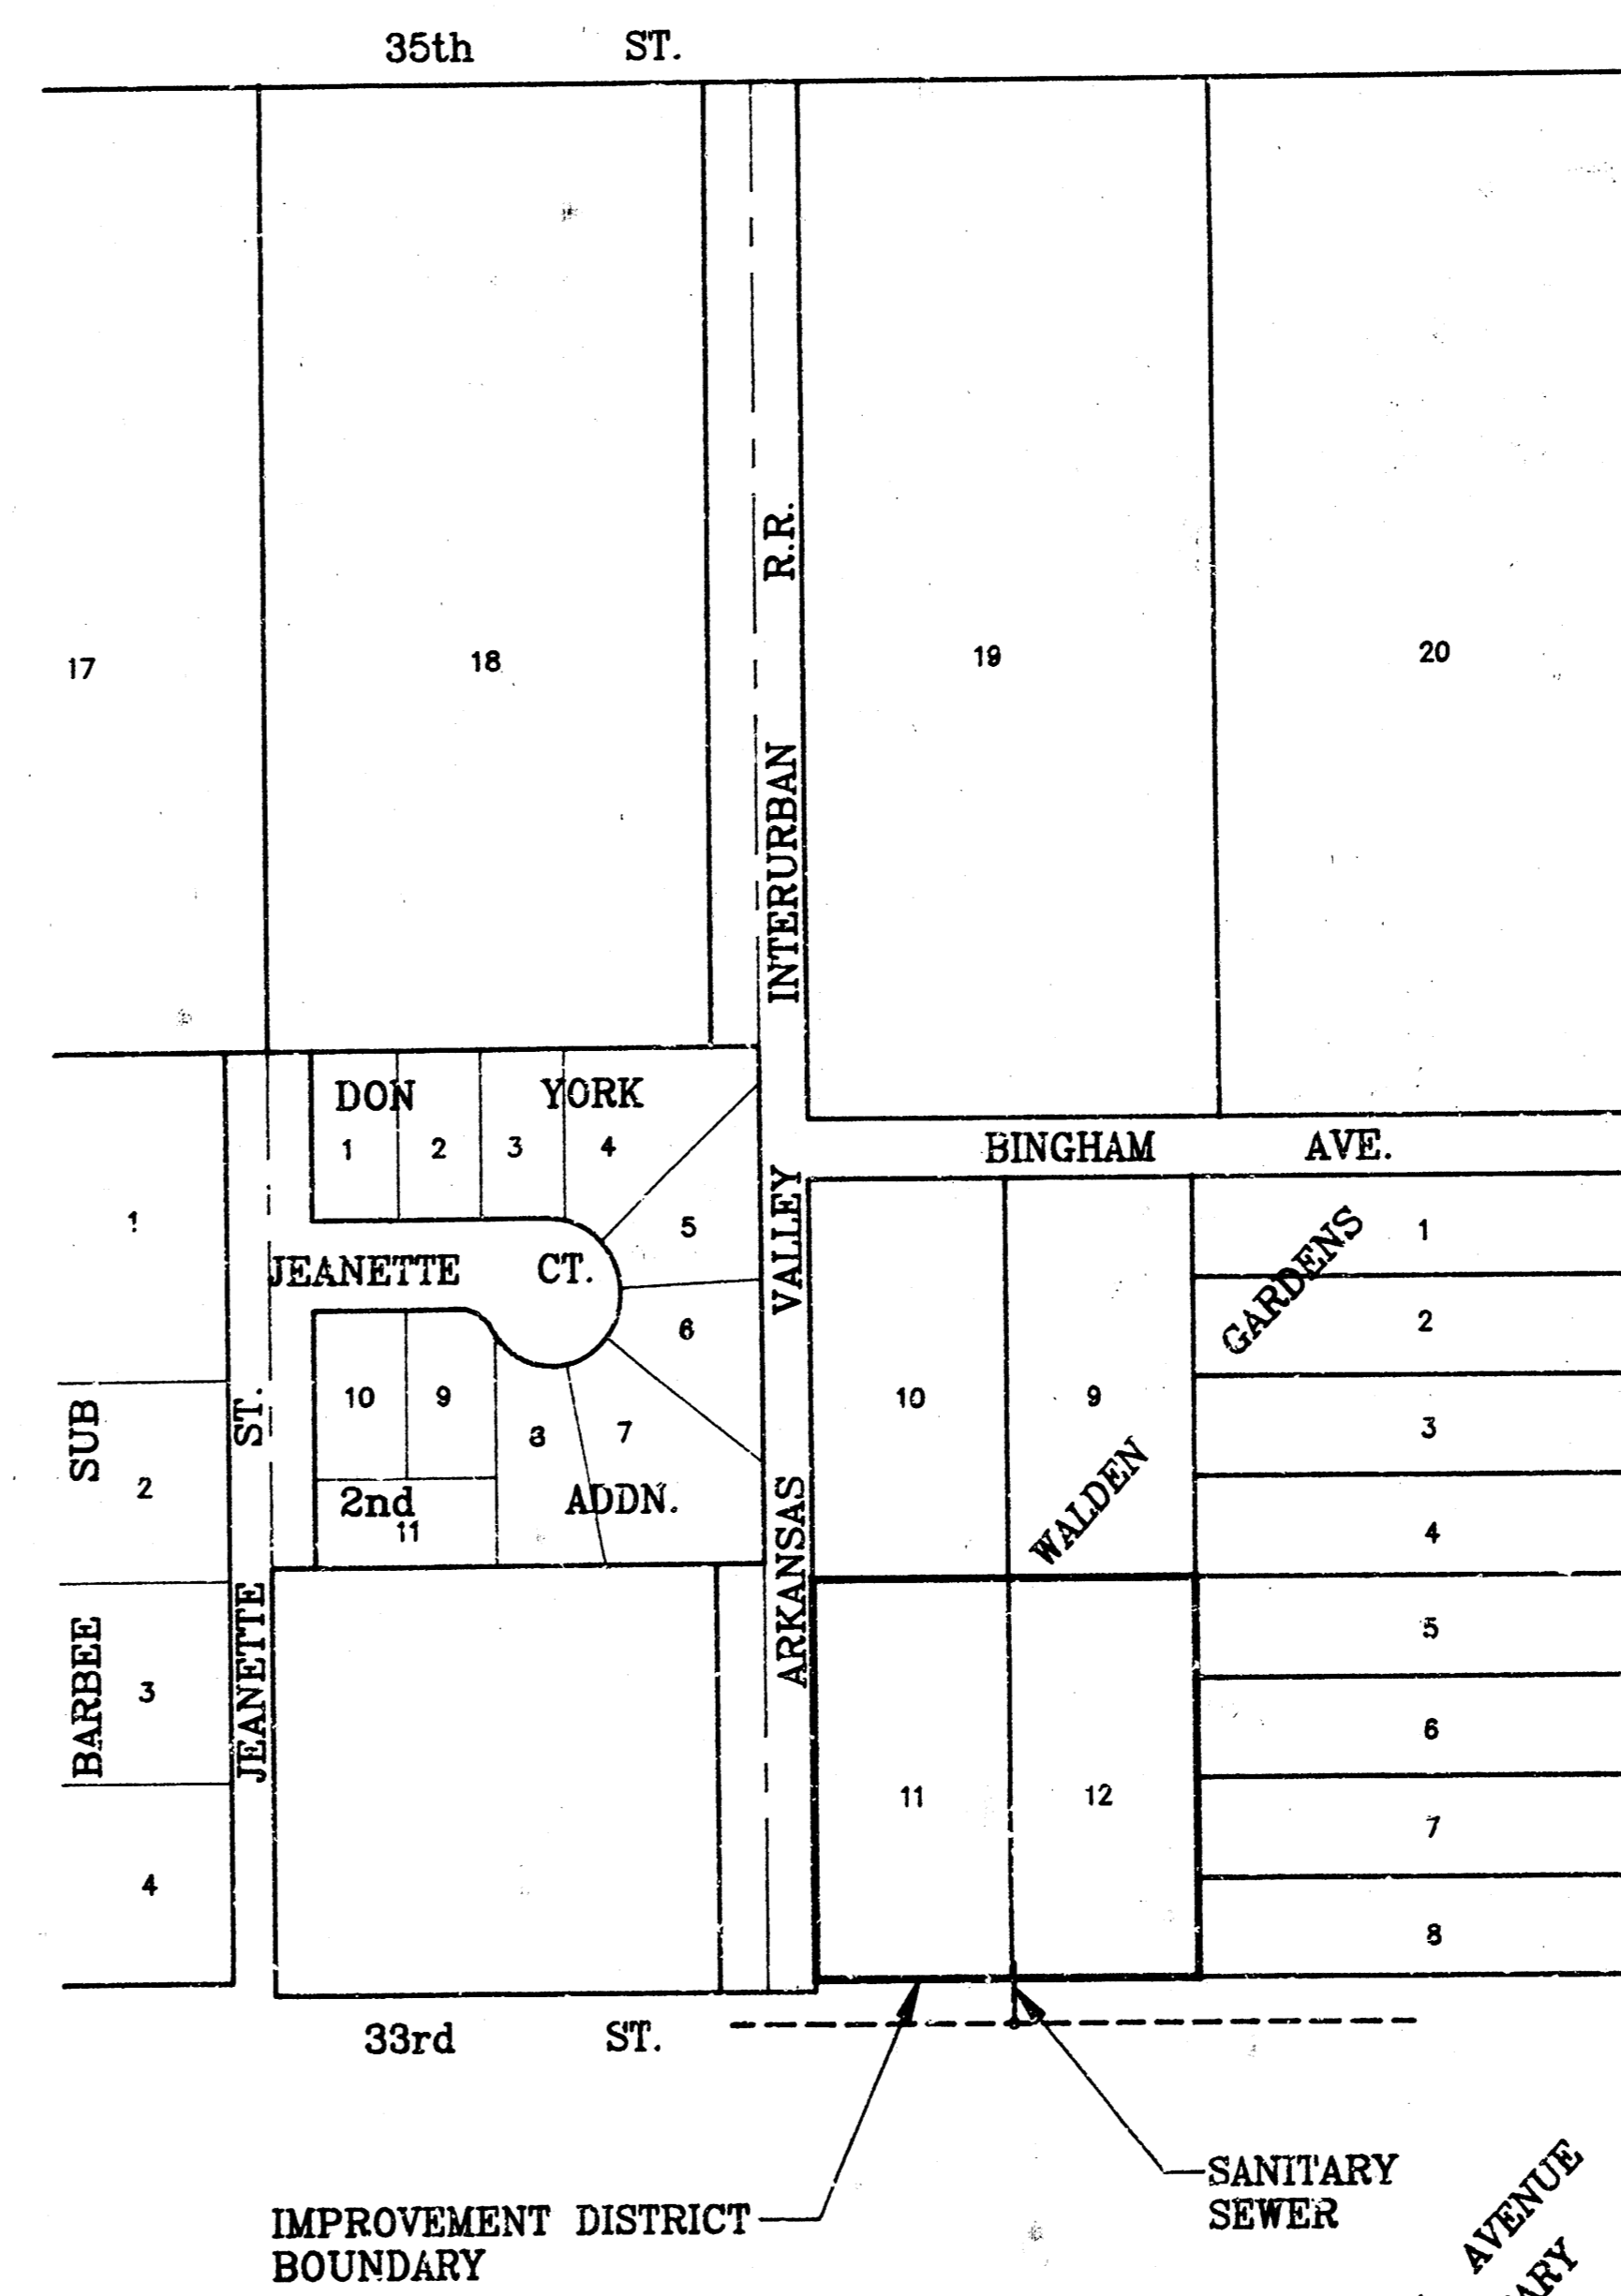 35th ST.
17
18
19
20
ARKANSAS VALLEY INTERURBAN R.R.
DON YORK
1
2
3
4
5
6
7
8
9
10
2nd ADDN.
11
JEANETTE CT.
BINGHAM AVE.
1
2
3
4
BARBEE SUB
JEANETTE ST.
10
9
11
12
WALDEN GARDENS
1
2
3
4
5
6
7
8
33rd ST.
IMPROVEMENT DISTRICT
BOUNDARY
SANITARY
SEWER
AVENUE